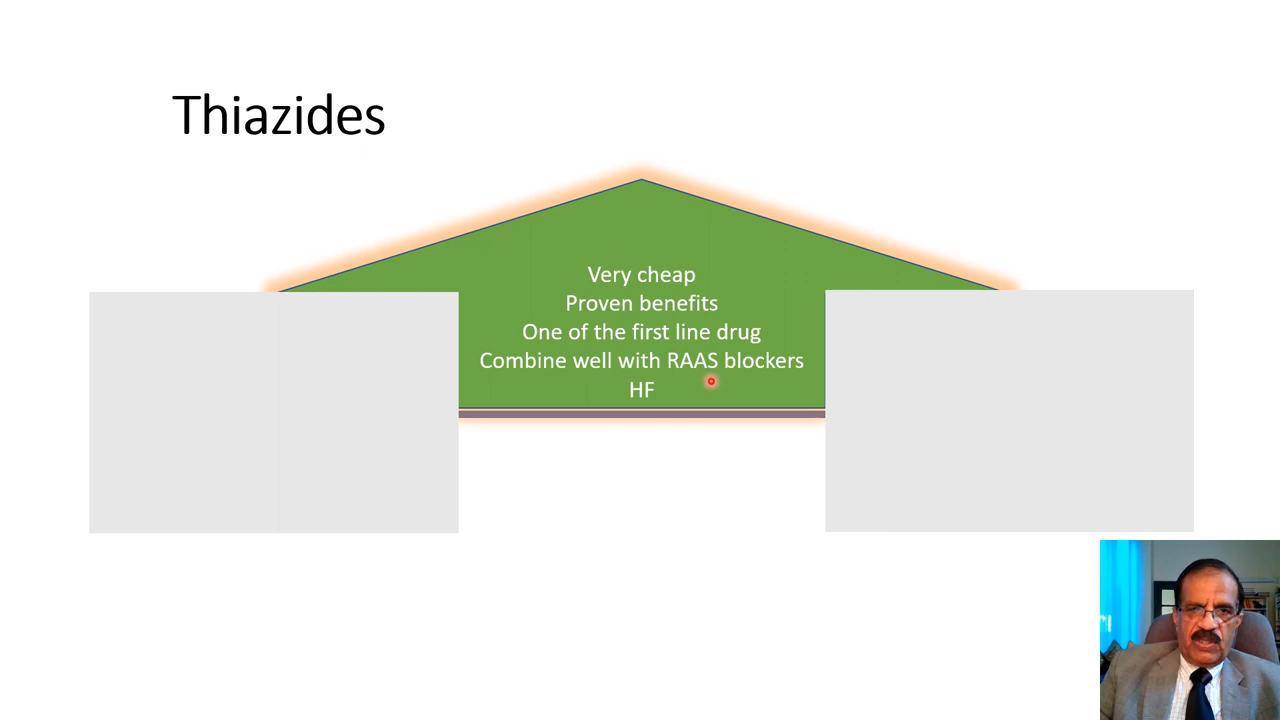 Thiazides
Very cheap
Proven benefits
One of the first line drug
Combine well with RAAS blockers
HF